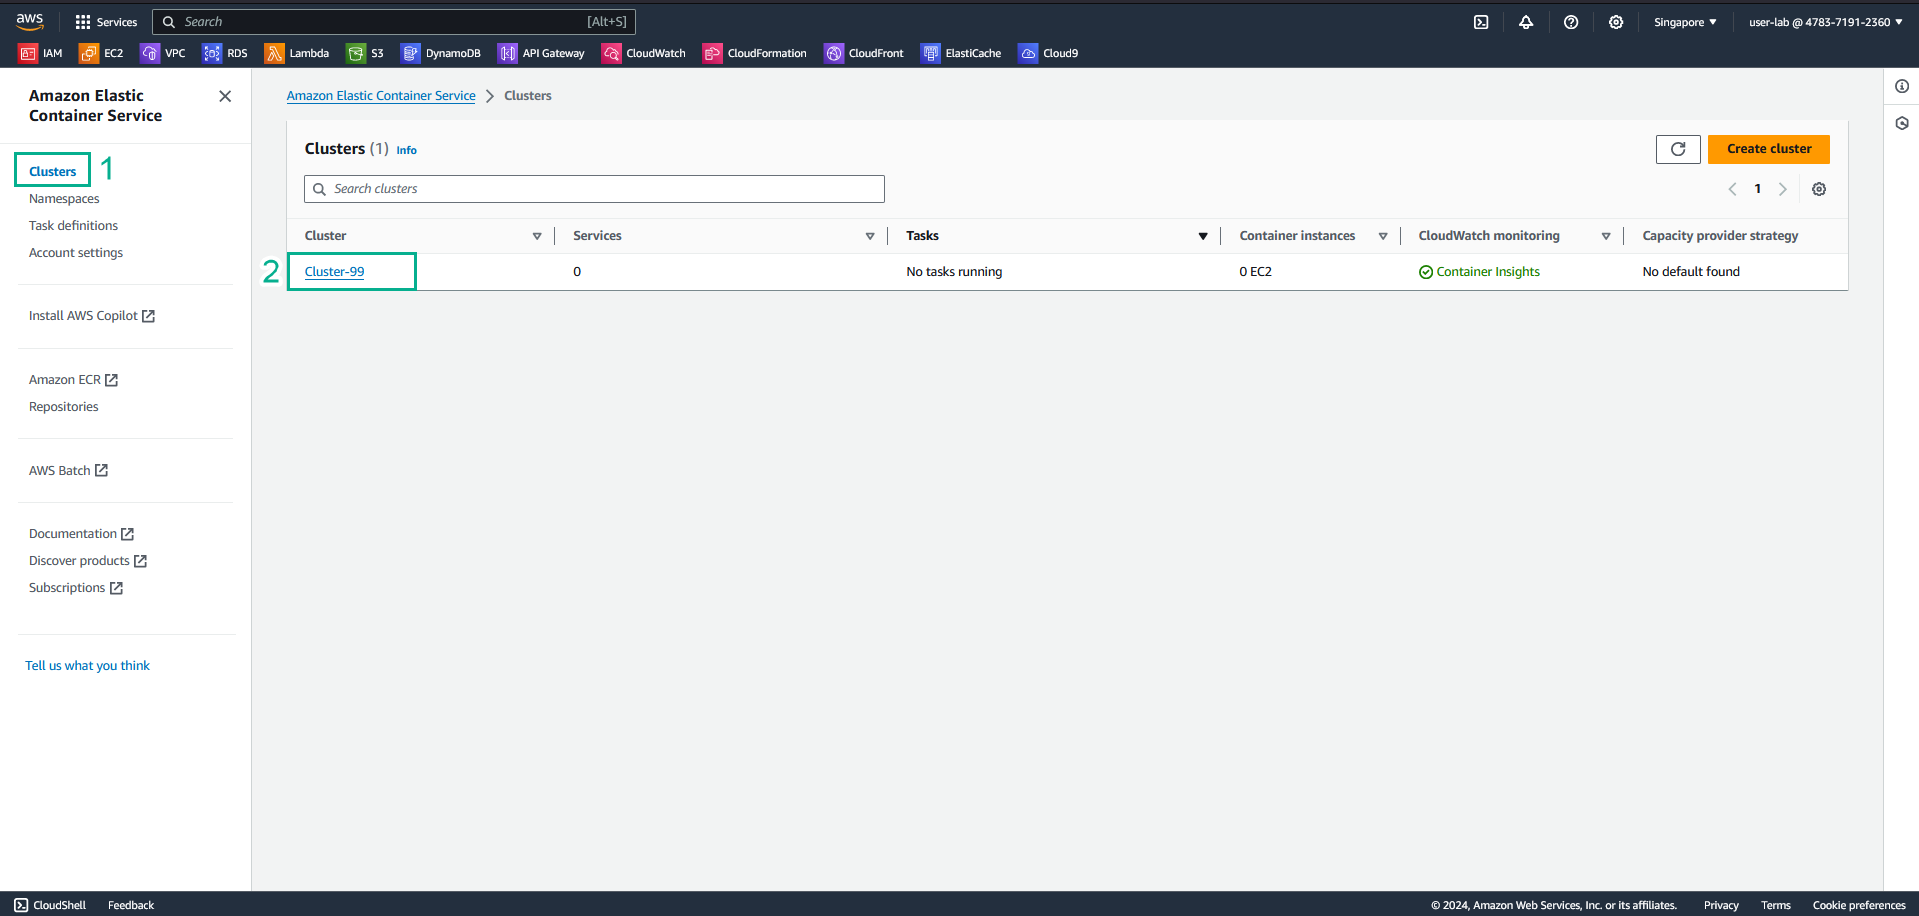 aws Services Search [Alt+S] Singapore ▼ user-lab @ 4783-7191-2360 ▼
IAM EC2 VPC RDS Lambda S3 DynamoDB API Gateway CloudWatch CloudFormation CloudFront ElastiCache Cloud9
Amazon Elastic
Container Service
Clusters 1
Namespaces
Task definitions
Account settings
Install AWS Copilot
Amazon ECR
Repositories
AWS Batch
Documentation
Discover products
Subscriptions
Tell us what you think
Amazon Elastic Container Service > Clusters
Clusters (1) Info
Create cluster
Search clusters
< 1 >
Cluster Services Tasks Container instances CloudWatch monitoring Capacity provider strategy
2 Cluster-99 0 No tasks running 0 EC2 Container Insights No default found
CloudShell Feedback © 2024, Amazon Web Services, Inc. or its affiliates. Privacy Terms Cookie preferences